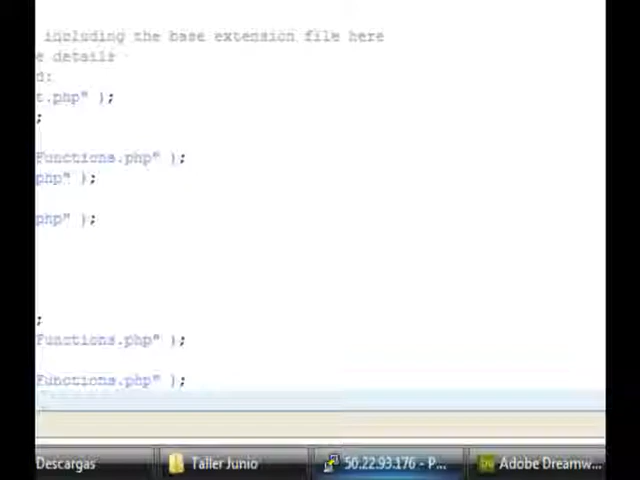 including the base extension file here
e details
d:
t.php" );
;
Functions.php" );
php" );
php" );
;
Functions.php" );
Functions.php" );
Descargas
Taller Junio
50.22.93.176 - P...
Adobe Dreamw...